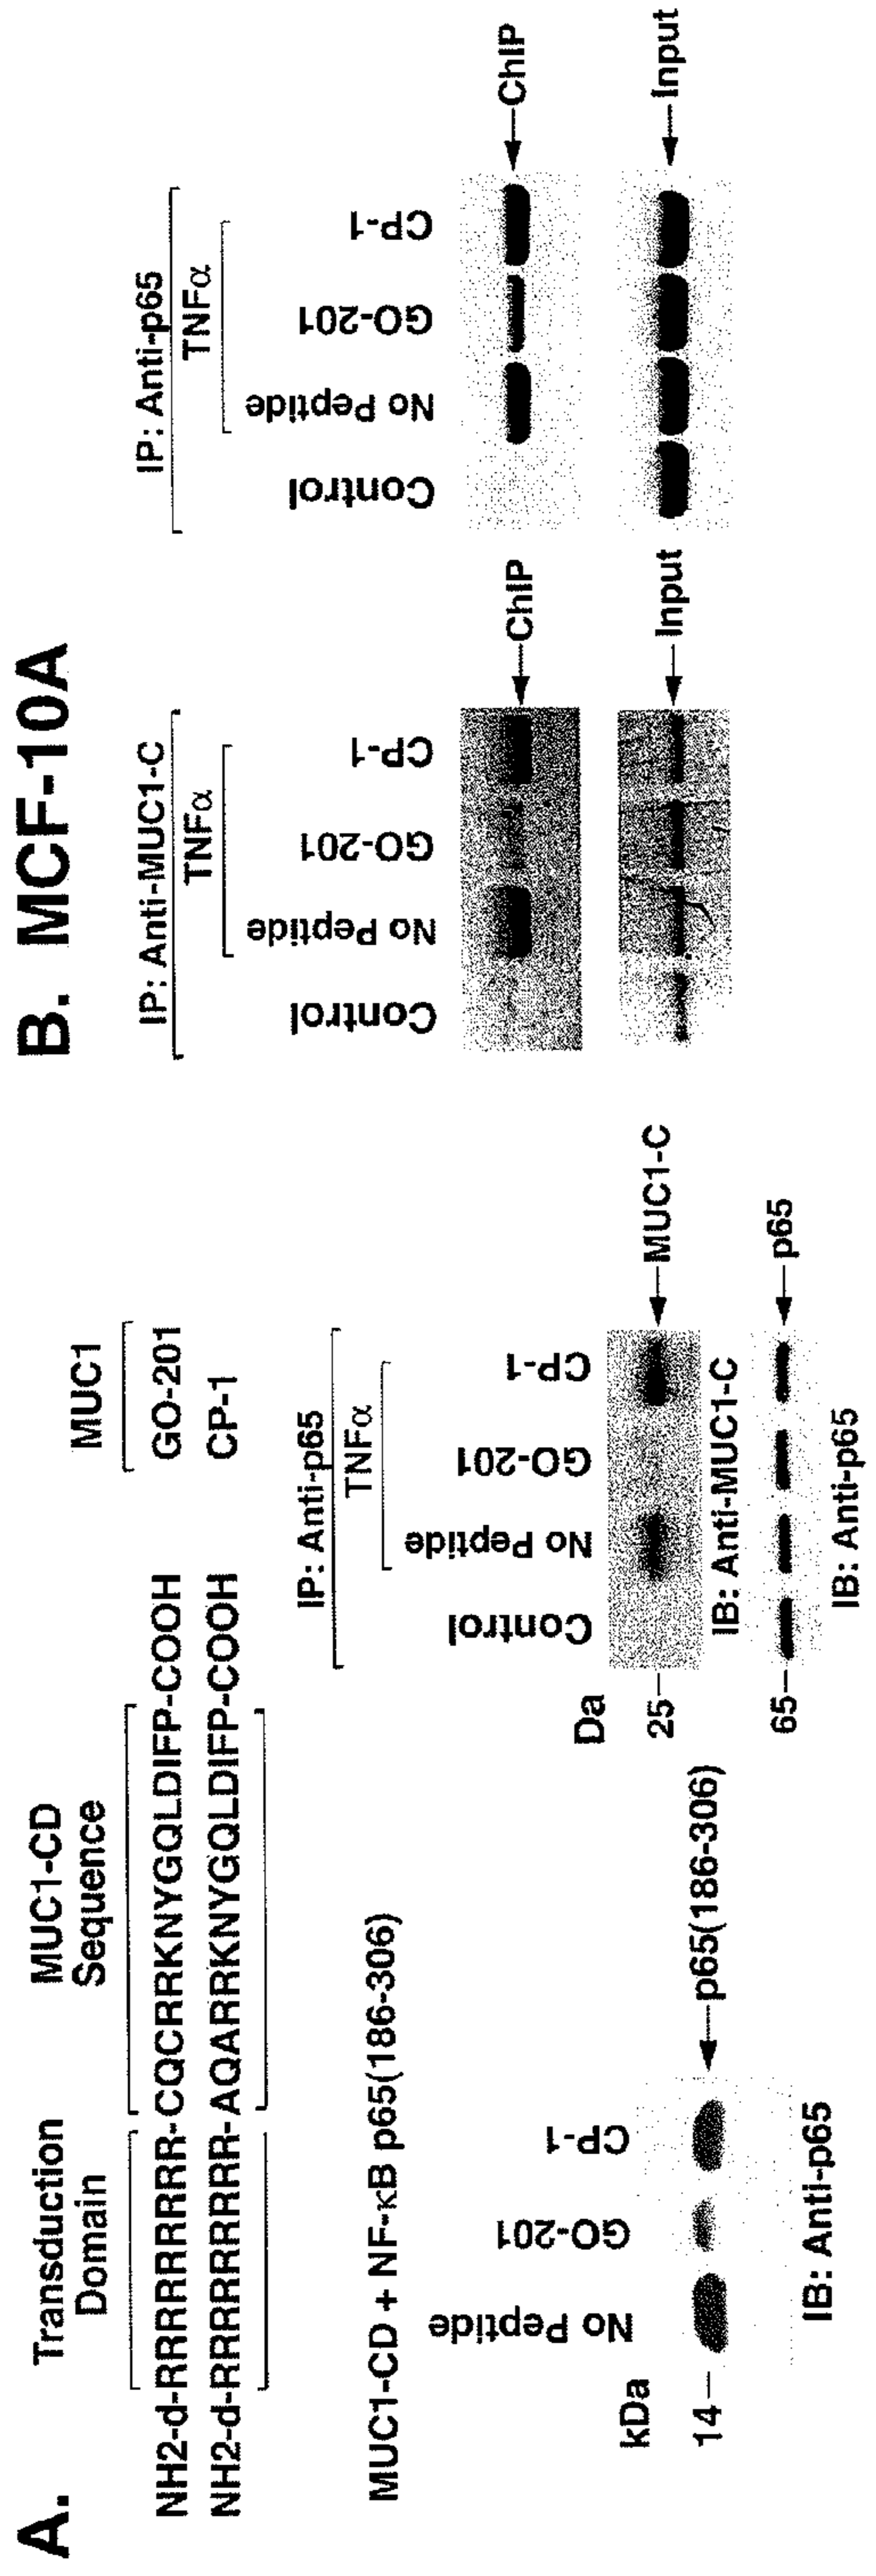 A.
Transduction
Domain
MUC1-CD
Sequence
MUC1
NH2-d-RRRRRRRRR-CQCRRKNYGQLDIFP-COOH GO-201
NH2-d-RRRRRRRRR-AQARRKNYGQLDIFP-COOH CP-1
MUC1-CD + NF-κB p65(186-306)
No Peptide
GO-201
CP-1
kDa
14
p65(186-306)
IB: Anti-p65
IP: Anti-p65
TNFα
Control
No Peptide
GO-201
CP-1
Da
25
MUC1-C
IB: Anti-MUC1-C
65
p65
IB: Anti-p65
B. MCF-10A
IP: Anti-MUC1-C
TNFα
Control
No Peptide
GO-201
CP-1
ChIP
Input
IP: Anti-p65
TNFα
Control
No Peptide
GO-201
CP-1
ChIP
Input